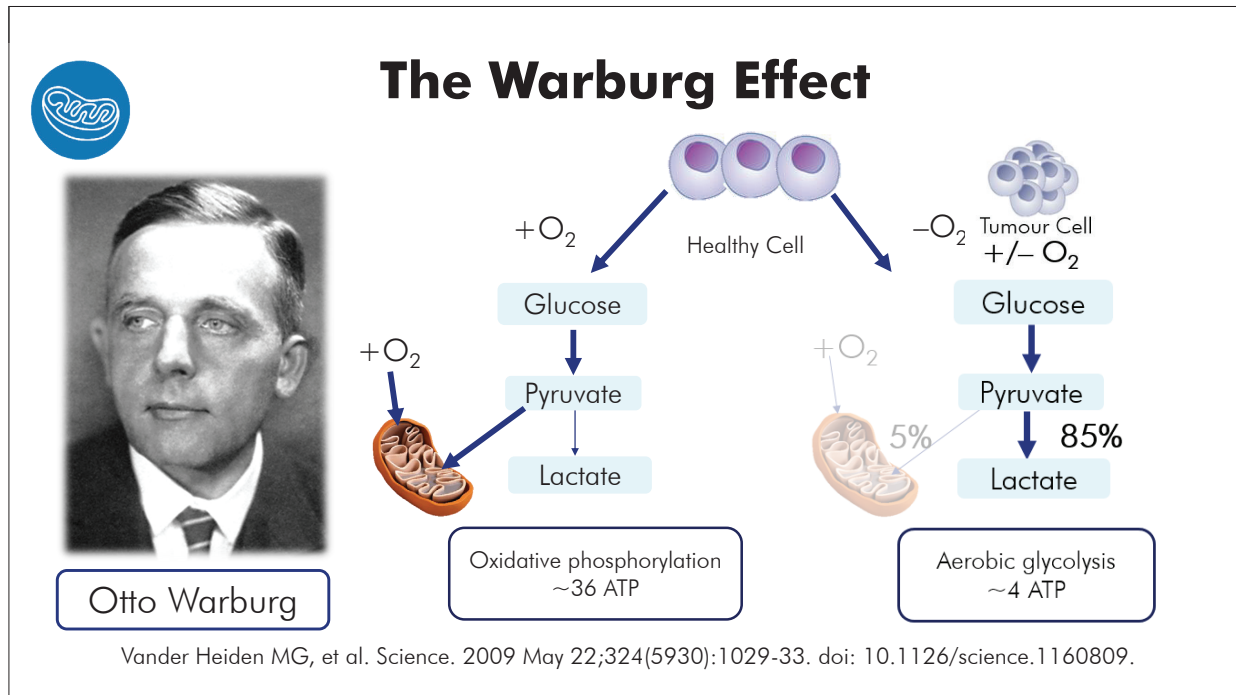 The Warburg Effect
+O₂
Healthy Cell
–O₂
Tumour Cell
+/– O₂
Glucose
+O₂
Pyruvate
Lactate
Oxidative phosphorylation
~36 ATP
Glucose
+O₂
Pyruvate
5%
85%
Lactate
Aerobic glycolysis
~4 ATP
Otto Warburg
Vander Heiden MG, et al. Science. 2009 May 22;324(5930):1029-33. doi: 10.1126/science.1160809.